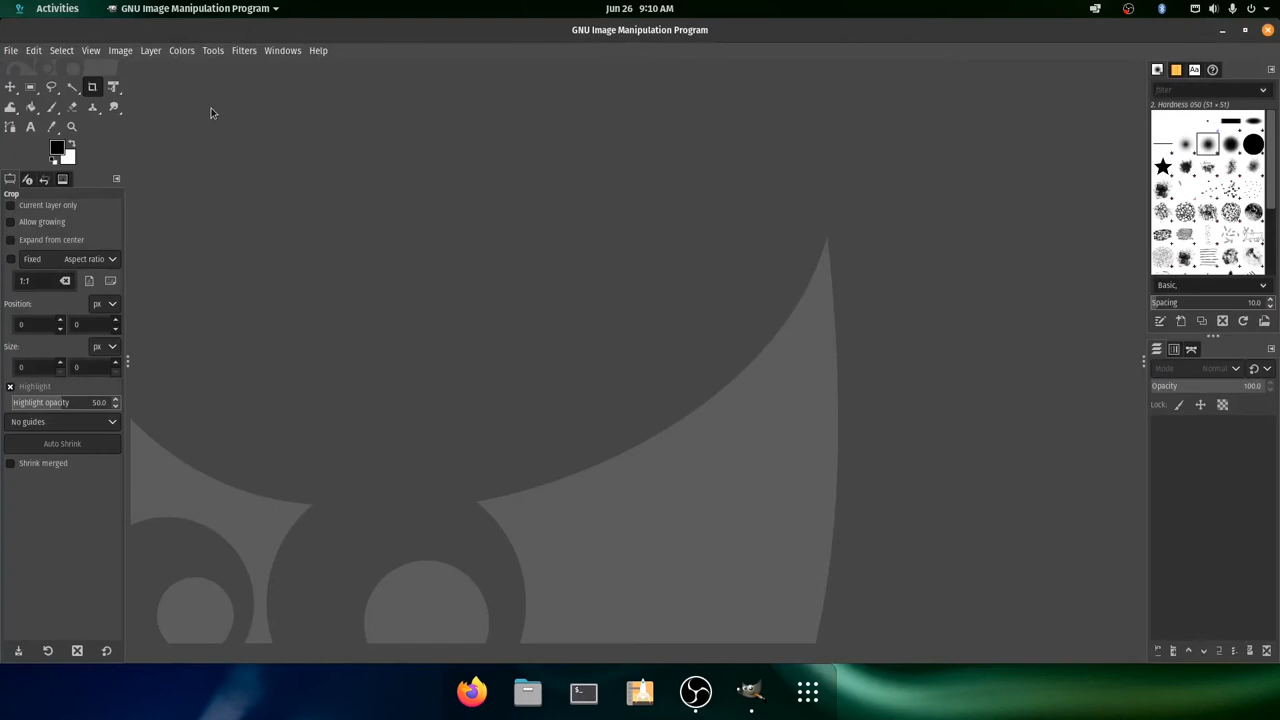 Activities GNU Image Manipulation Program Jun 26 9:10 AM
GNU Image Manipulation Program
File Edit Select View Image Layer Colors Tools Filters Windows Help
filter
2. Hardness 050 (51 × 51)
Crop
Current layer only
Allow growing
Expand from center
Fixed Aspect ratio
1:1
Position: px
0 0
Size: px
0 0
Highlight
Highlight opacity 50.0
No guides
Auto Shrink
Shrink merged
Basic,
Spacing 10.0
Mode Normal
Opacity 100.0
Lock: